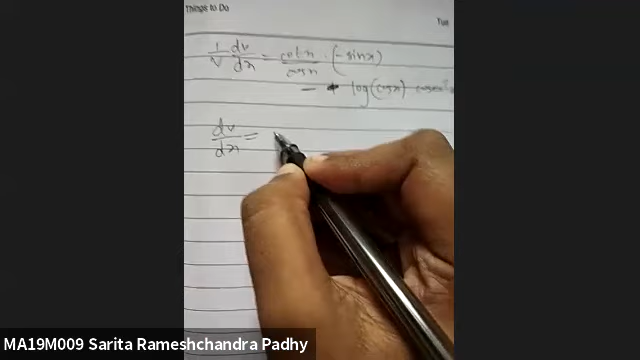 Things to Do
Tue
1/v dv/dx = cot x/cos x · (-sin x)
- log(cos x) cosec²x
dv/dx =
MA19M009 Sarita Rameshchandra Padhy